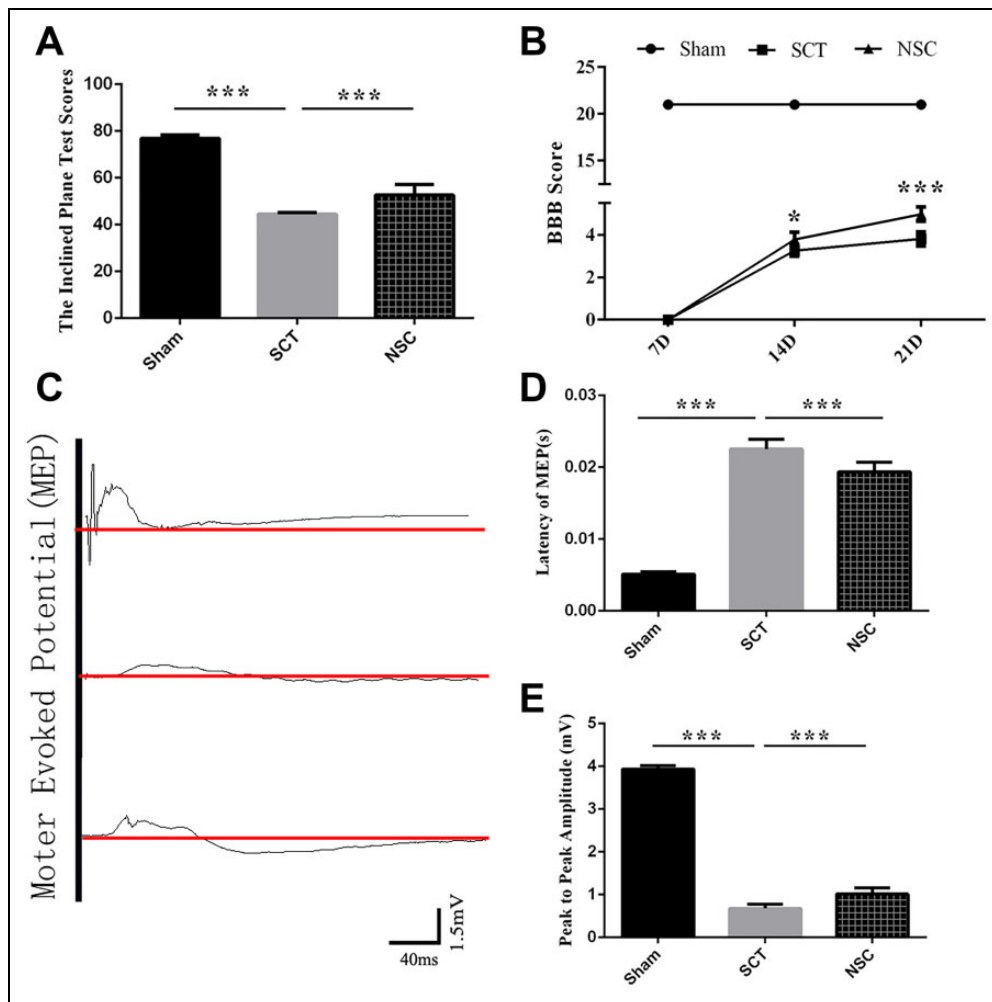 A
The Inclined Plane Test Scores
100
80
60
40
20
0
***
***
Sham
SCT
NSC
B
Sham
SCT
NSC
BBB Score
25
20
15
4
2
0
*
***
7D
14D
21D
C
Moter Evoked Potential (MEP)
1.5mV
40ms
D
Latency of MEP(s)
0.03
0.02
0.01
0.00
***
***
Sham
SCT
NSC
E
Peak to Peak Amplitude (mV)
5
4
3
2
1
0
***
***
Sham
SCT
NSC